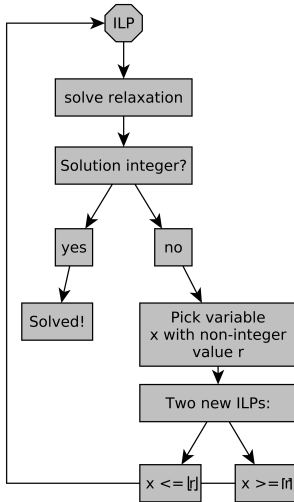 ILP
solve relaxation
Solution integer?
yes
no
Solved!
Pick variable
x with non-integer
value r
Two new ILPs:
x <=⌊r⌋
x >=⌈r⌉